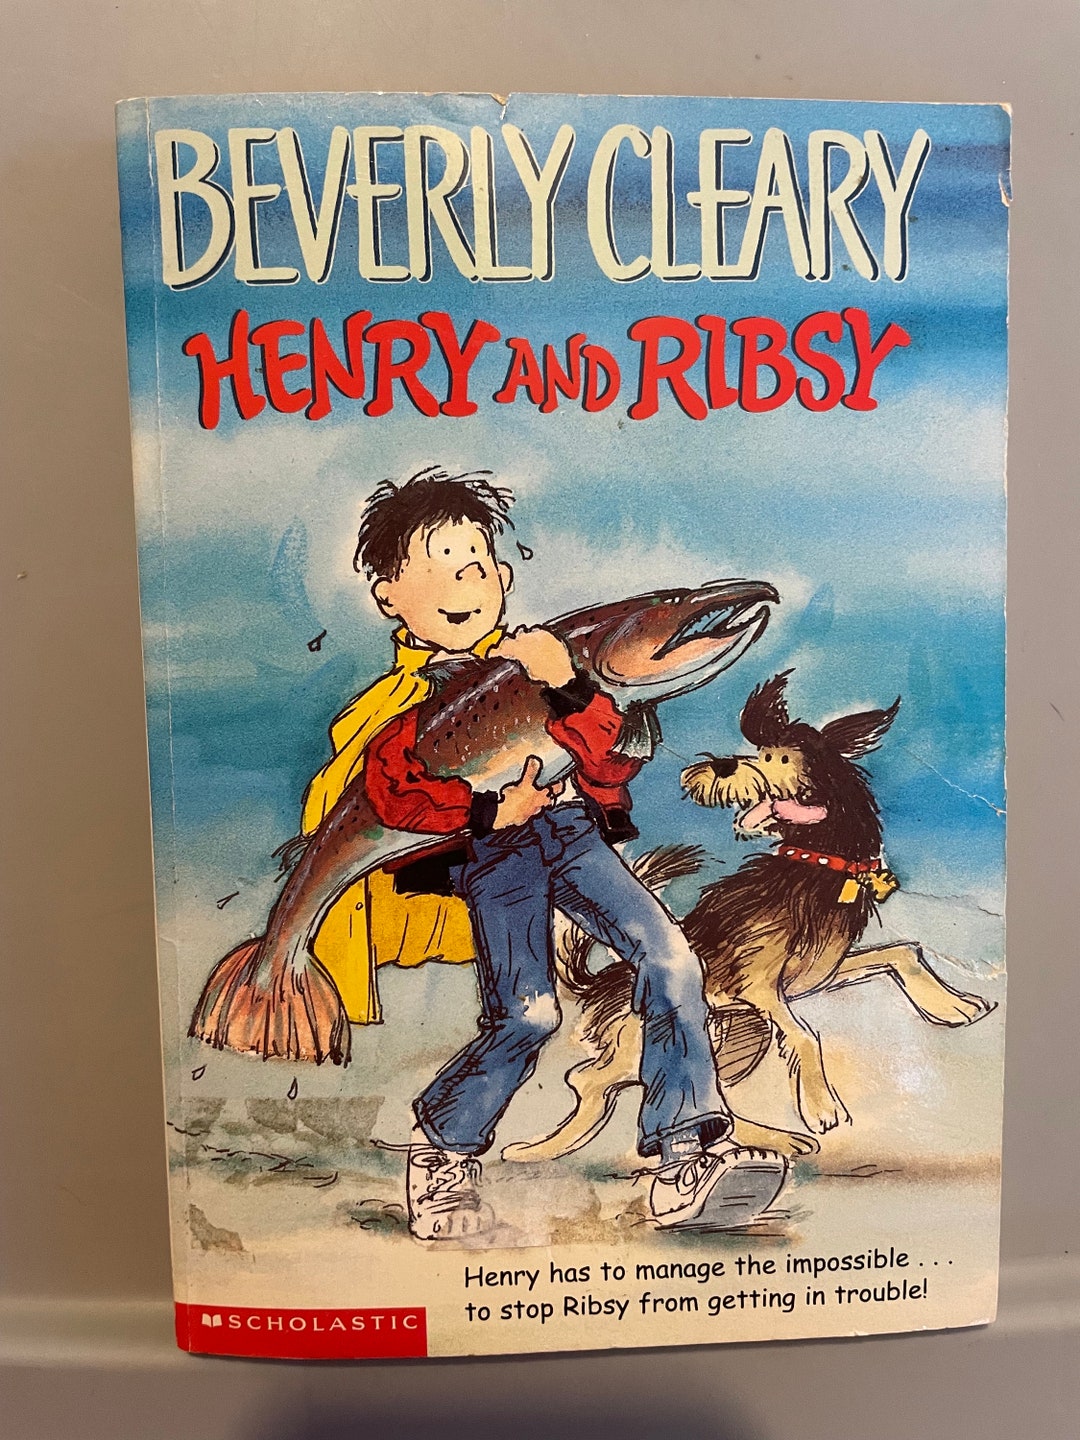 BEVERLY CLEARY
HENRY AND RIBSY
Henry has to manage the impossible . . .
to stop Ribsy from getting in trouble!
SCHOLASTIC